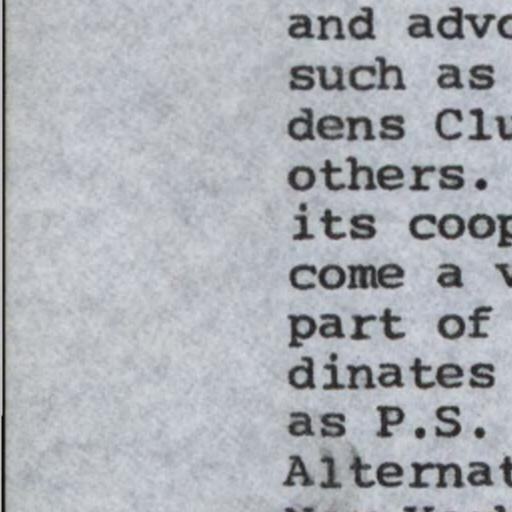 and advo
such as
dens Clu
others.
its coop
come a v
part of
dinates
as P.S.
Alternat